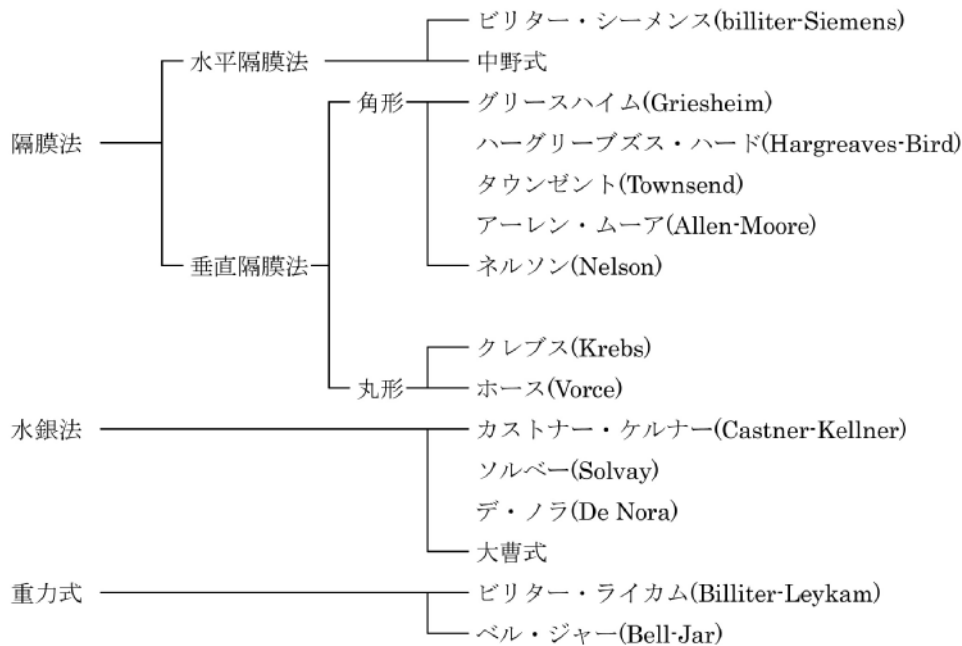 ビリター・シーメンス(billiter-Siemens)
水平隔膜法
中野式
角形
グリースハイム(Griesheim)
隔膜法
ハーグリーブズス・ハード(Hargreaves-Bird)
タウンゼント(Townsend)
アーレン・ムーア(Allen-Moore)
垂直隔膜法
ネルソン(Nelson)
クレブス(Krebs)
丸形
ホース(Vorce)
水銀法
カストナー・ケルナー(Castner-Kellner)
ソルベー(Solvay)
デ・ノラ(De Nora)
大曹式
重力式
ビリター・ライカム(Billiter-Leykam)
ベル・ジャー(Bell-Jar)